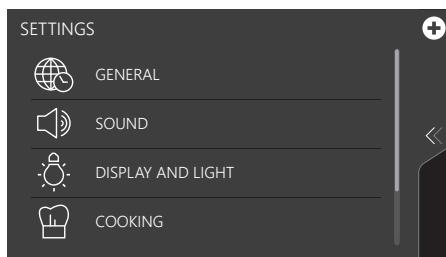 SETTINGS
GENERAL
SOUND
DISPLAY AND LIGHT
COOKING